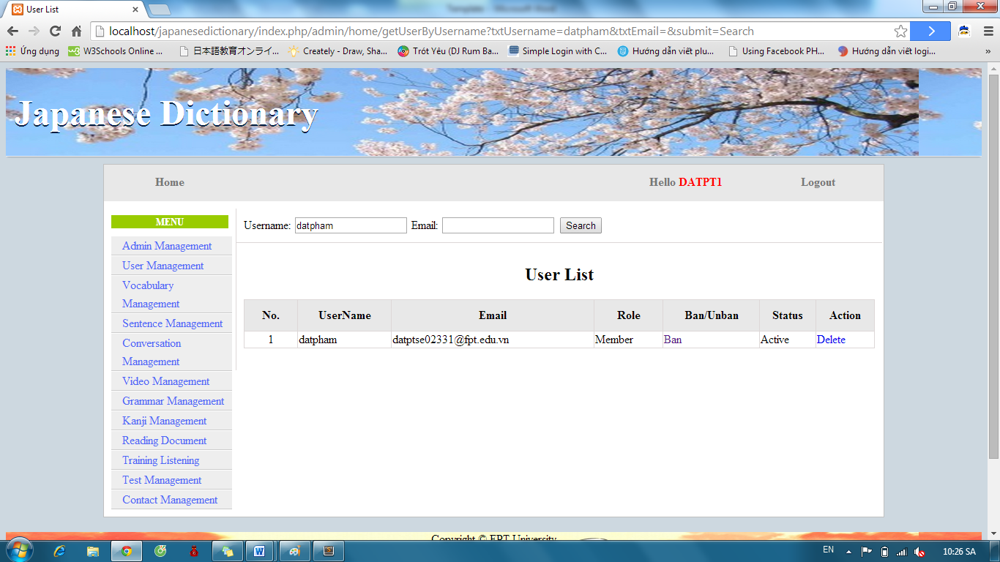 User List
localhost/japanesedictionary/index.php/admin/home/getUserByUsername?txtUsername=datpham&txtEmail=&submit=Search
Ứng dụng W3Schools Online ... 日本語教育オンライ... Creately - Draw, Sha... Trót Yêu (DJ Rum Ba... Simple Login with C... Hướng dẫn viết plu... Using Facebook PH... Hướng dẫn viết logi... »
Japanese Dictionary
Home Hello DATPT1 Logout
MENU
Admin Management
User Management
Vocabulary
Management
Sentence Management
Conversation
Management
Video Management
Grammar Management
Kanji Management
Reading Document
Training Listening
Test Management
Contact Management
Username: datpham Email: Search
User List
No. UserName Email Role Ban/Unban Status Action
1 datpham datptse02331@fpt.edu.vn Member Ban Active Delete
Copyright © FPT University
EN 10:26 SA